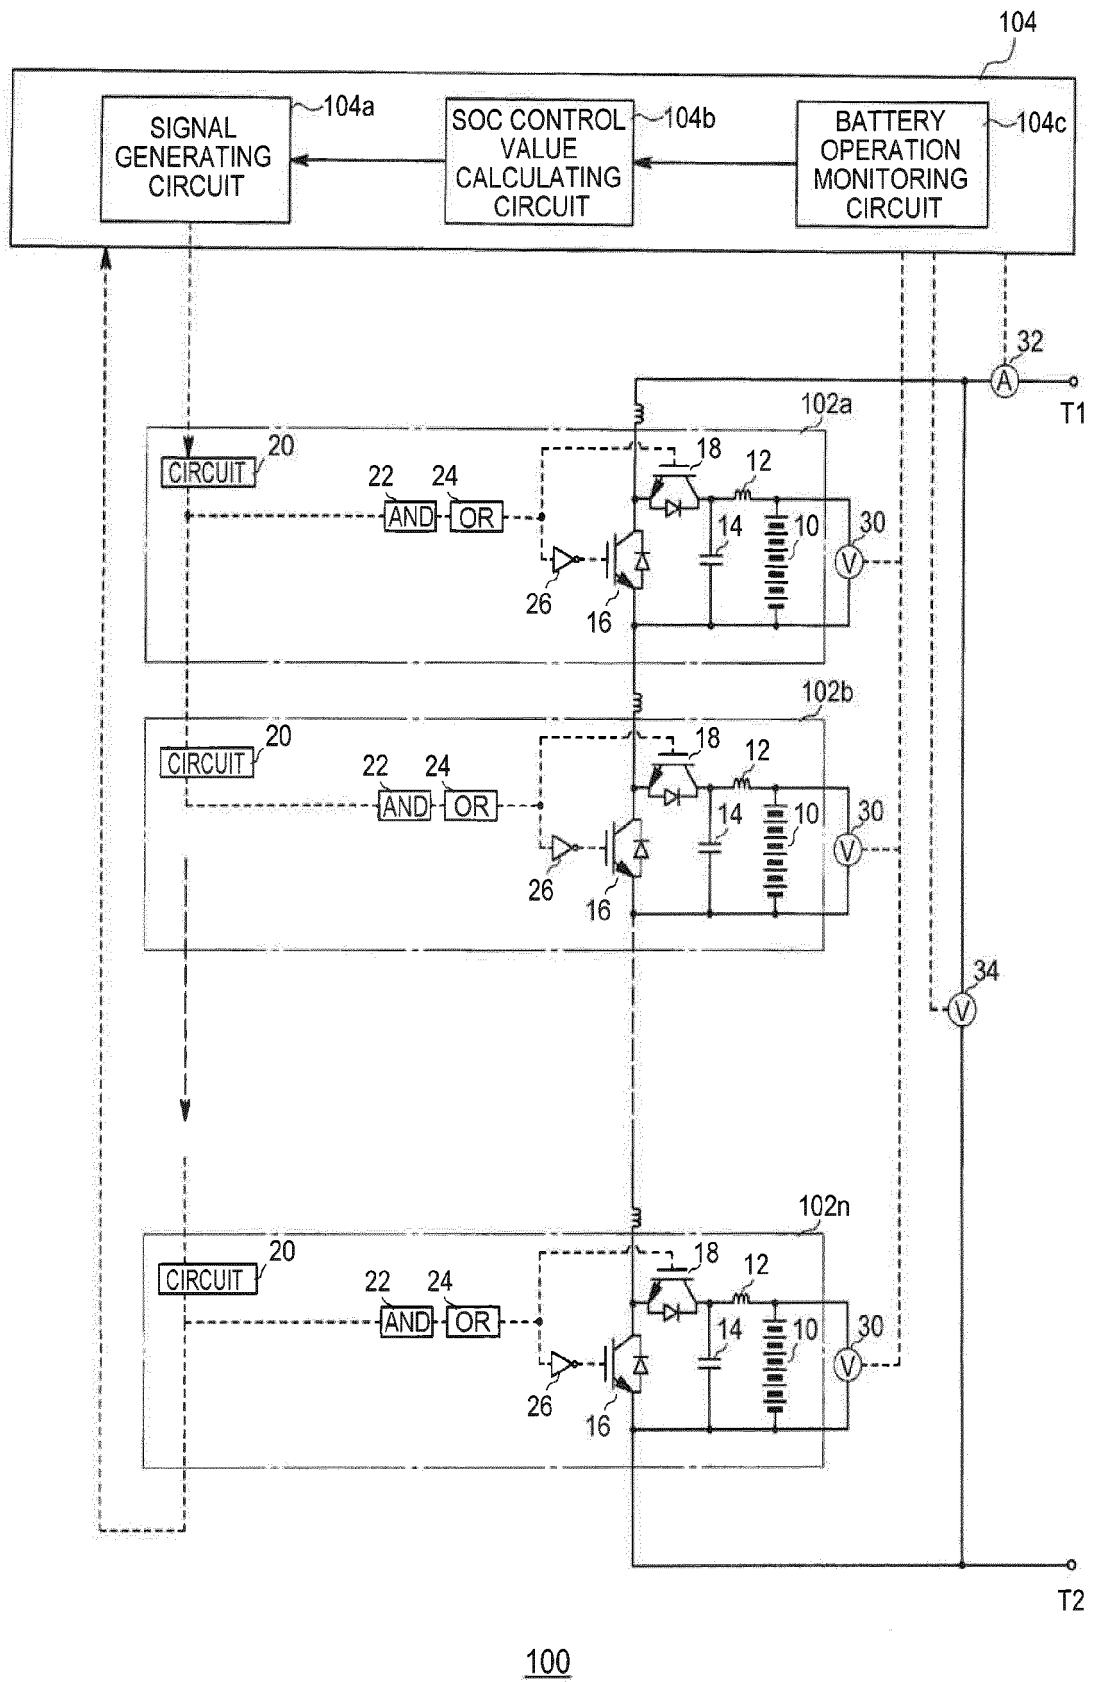 104
SIGNAL
GENERATING
CIRCUIT
104a
SOC CONTROL
VALUE
CALCULATING
CIRCUIT
104b
BATTERY
OPERATION
MONITORING
CIRCUIT
104c
32
A
T1
102a
CIRCUIT
20
22
24
AND
OR
18
12
14
10
30
V
26
16
102b
CIRCUIT
20
22
24
AND
OR
18
12
14
10
30
V
26
16
34
V
102n
CIRCUIT
20
22
24
AND
OR
18
12
14
10
30
V
26
16
T2
100